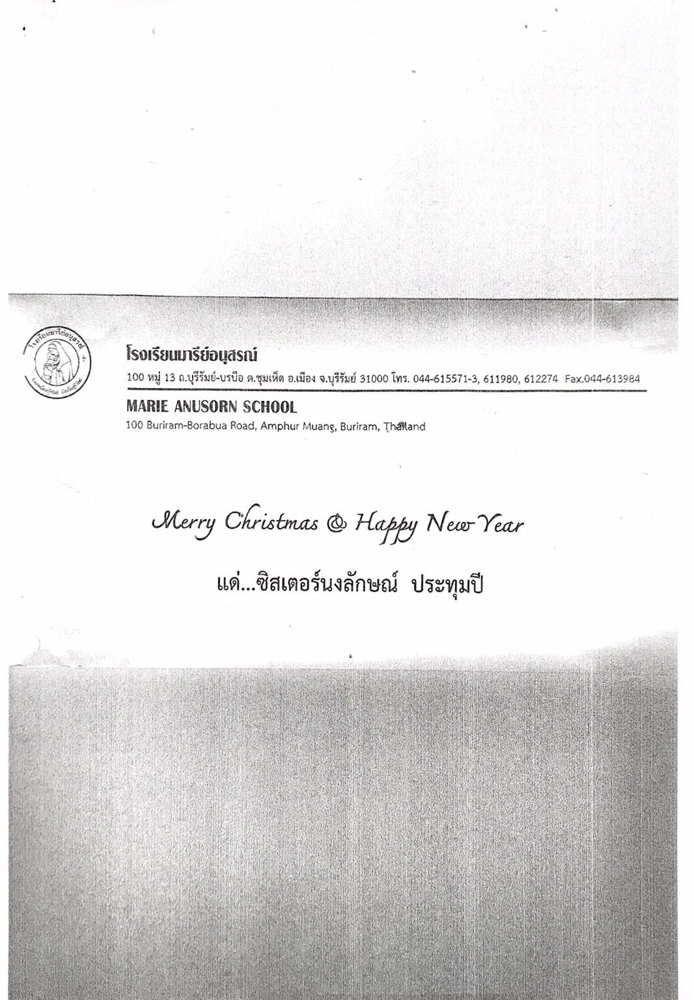 โรงเรียนมารีย์อนุสรณ์
โรงเรียนมารีย์อนุสรณ์
100 หมู่ 13 ถ.บุรีรัมย์-บรบือ ต.ชุมเห็ด อ.เมือง จ.บุรีรัมย์ 31000 โทร. 044-615571-3, 611980, 612274 Fax.044-613984
MARIE ANUSORN SCHOOL
100 Buriram-Borabua Road, Amphur Muang, Buriram, Thailand
Merry Christmas & Happy New Year
แด่...ซิสเตอร์นงลักษณ์ ประทุมปี